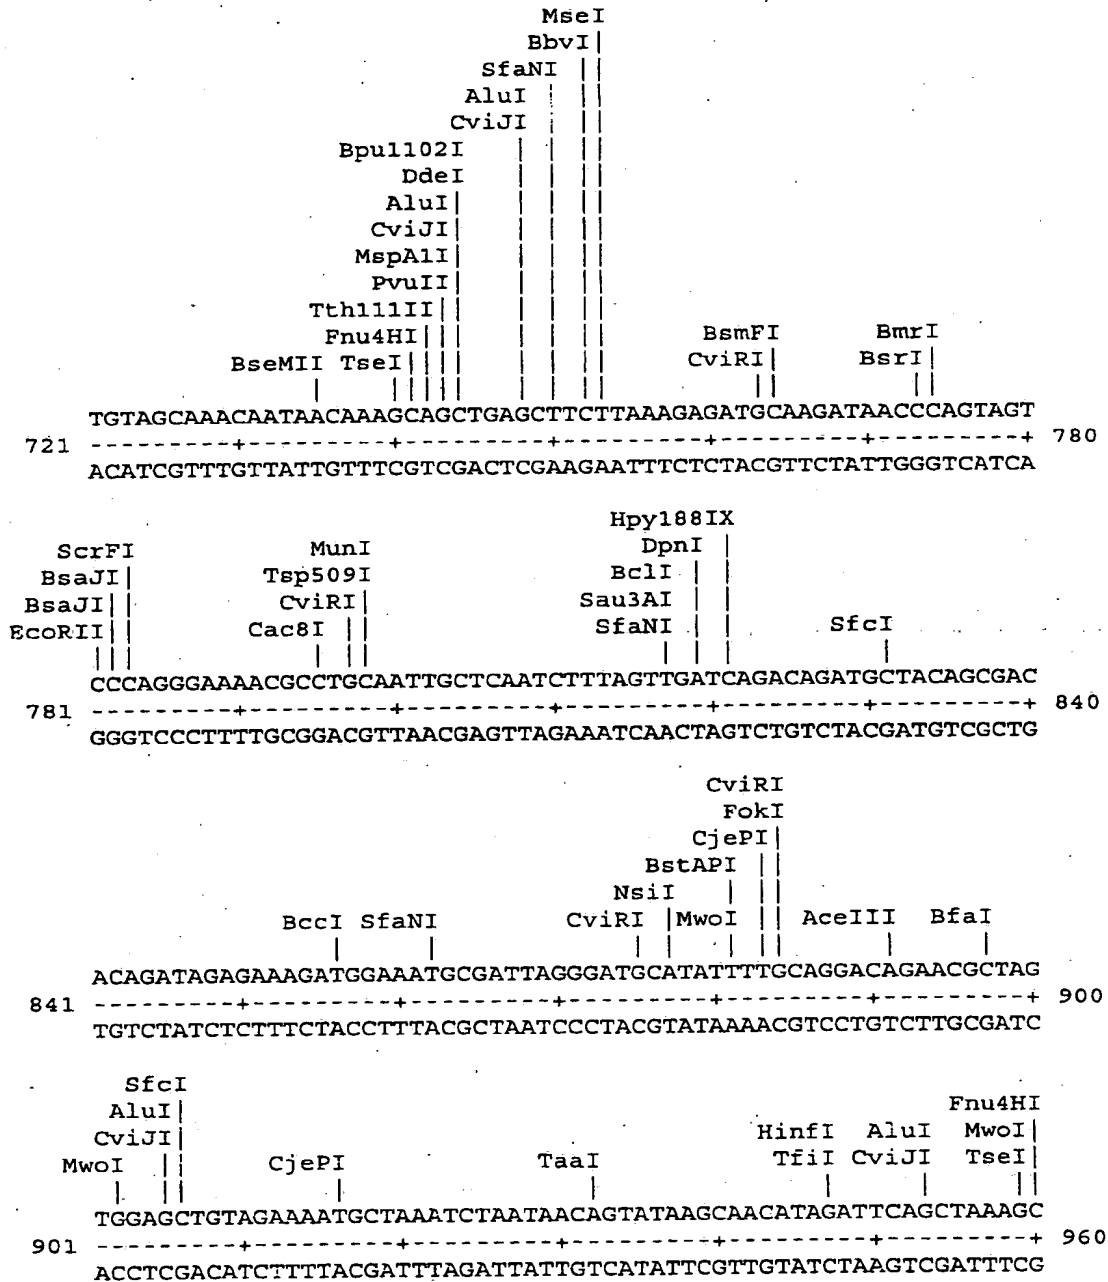 MseI
BbvI|
SfaNI ||
AluI | ||
CviJI | ||
Bpu1102I | | ||
DdeI | | | ||
AluI| | | ||
CviJI| | | ||
MspA1I| | | ||
PvuII| | | ||
Tth111II|| | | ||
Fnu4HI||| | | || BsmFI BmrI
BseMII TseI|||| | | || CviRI| BsrI|
TGTAGCAAACAATAACAAAGCAGCTGAGCTTCTTAAAGAGATGCAAGATAACCCAGTAGT
721 ---------+---------+---------+---------+---------+---------+ 780
ACATCGTTTGTTATTGTTTCGTCGACTCGAAGAATTTCTCTACGTTCTATTGGGTCATCA
Hpy188IX
ScrFI MunI DpnI |
BsaJI| Tsp509I BclI | |
BsaJI|| CviRI| Sau3AI | |
EcoRII|| Cac8I || SfaNI | | SfcI
CCCAGGGAAAACGCCTGCAATTGCTCAATCTTTAGTTGATCAGACAGATGCTACAGCGAC
781 ---------+---------+---------+---------+---------+---------+ 840
GGGTCCCTTTTGCGGACGTTAACGAGTTAGAAATCAACTAGTCTGTCTACGATGTCGCTG
CviRI
FokI
CjePI|
BstAPI ||
NsiI | ||
BccI SfaNI CviRI |MwoI || AceIII BfaI
ACAGATAGAGAAAGATGGAAATGCGATTAGGGATGCATATTTTGCAGGACAGAACGCTAG
841 ---------+---------+---------+---------+---------+---------+ 900
TGTCTATCTCTTTCTACCTTTACGCTAATCCCTACGTATAAAACGTCCTGTCTTGCGATC
SfcI
AluI| Fnu4HI
CviJI| HinfI AluI MwoI|
MwoI || CjePI TaaI TfiI CviJI TseI|
TGGAGCTGTAGAAAATGCTAAATCTAATAACAGTATAAGCAACATAGATTCAGCTAAAGC
901 ---------+---------+---------+---------+---------+---------+ 960
ACCTCGACATCTTTTACGATTTAGATTATTGTCATATTCGTTGTATCTAAGTCGATTTCG